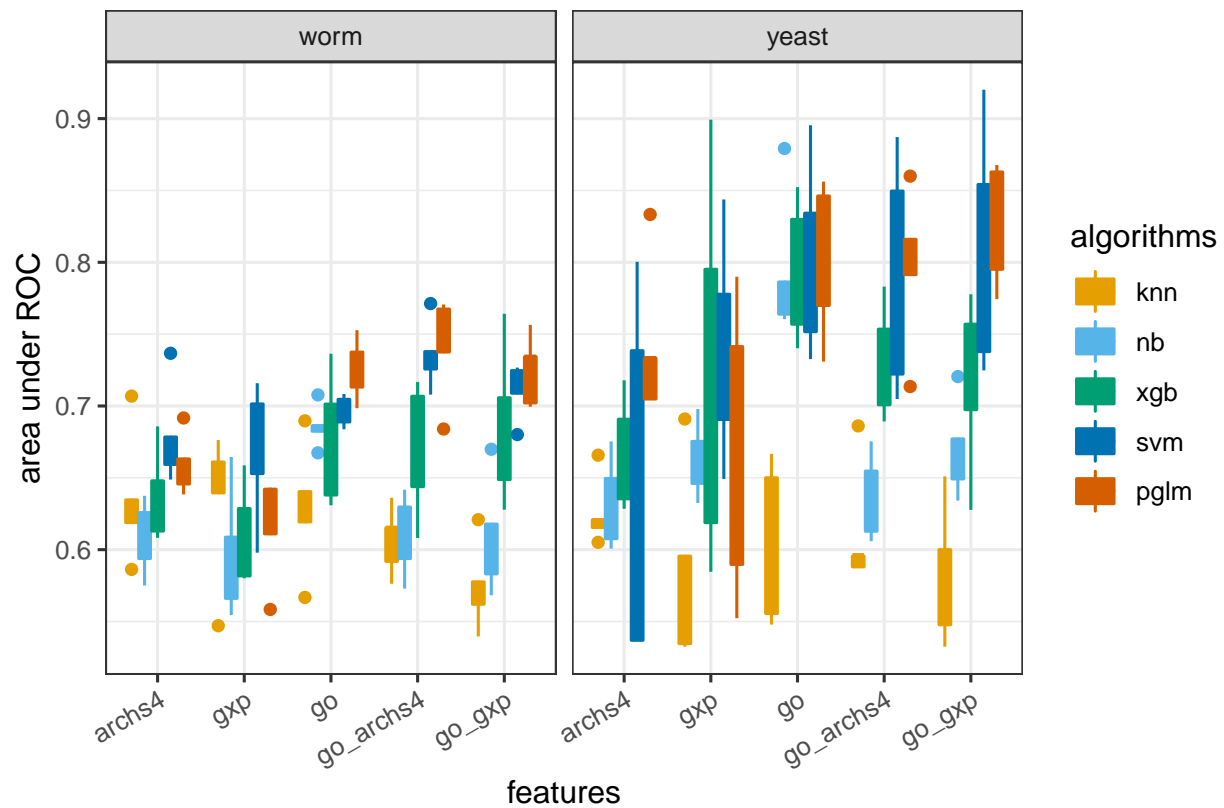 worm
yeast
area under ROC
0.9
0.8
0.7
0.6
archs4
gxp
go
go_archs4
go_gxp
archs4
gxp
go
go_archs4
go_gxp
features
algorithms
knn
nb
xgb
svm
pglm